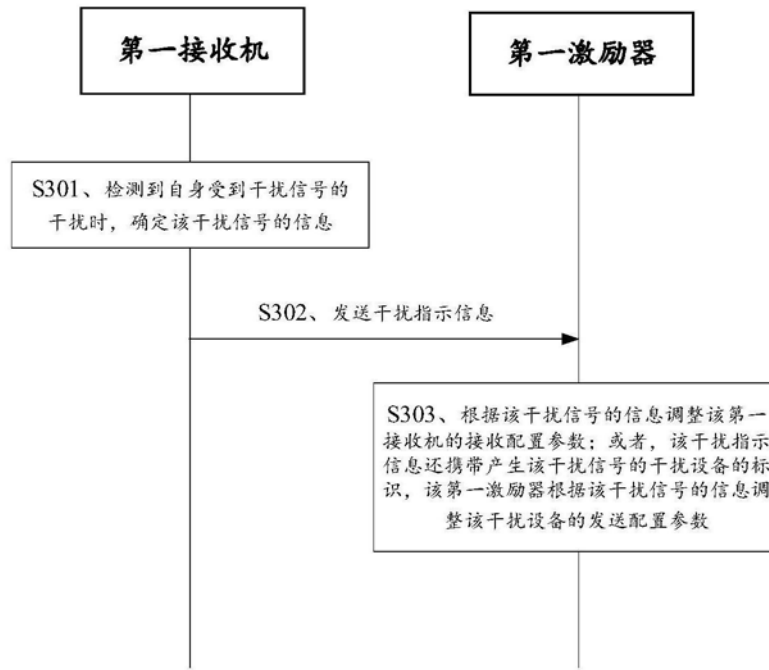 第一接收机
第一激励器
S301、检测到自身受到干扰信号的
干扰时，确定该干扰信号的信息
S302、发送干扰指示信息
S303、根据该干扰信号的信息调整该第一
接收机的接收配置参数；或者，该干扰指示
信息还携带产生该干扰信号的干扰设备的标
识，该第一激励器根据该干扰信号的信息调
整该干扰设备的发送配置参数